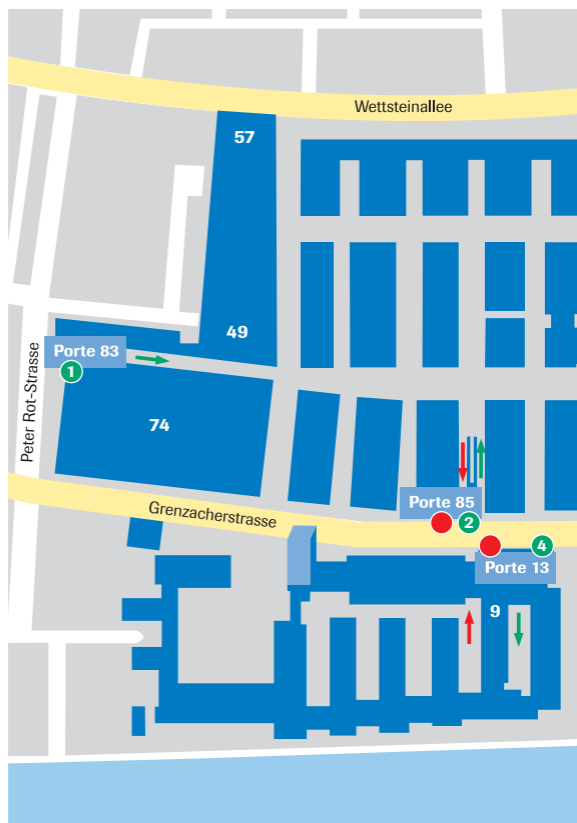 Wettsteinallee
57
49
Porte 83
1
Peter Rot-Strasse
74
Porte 85
2
Grenzacherstrasse
4
Porte 13
9